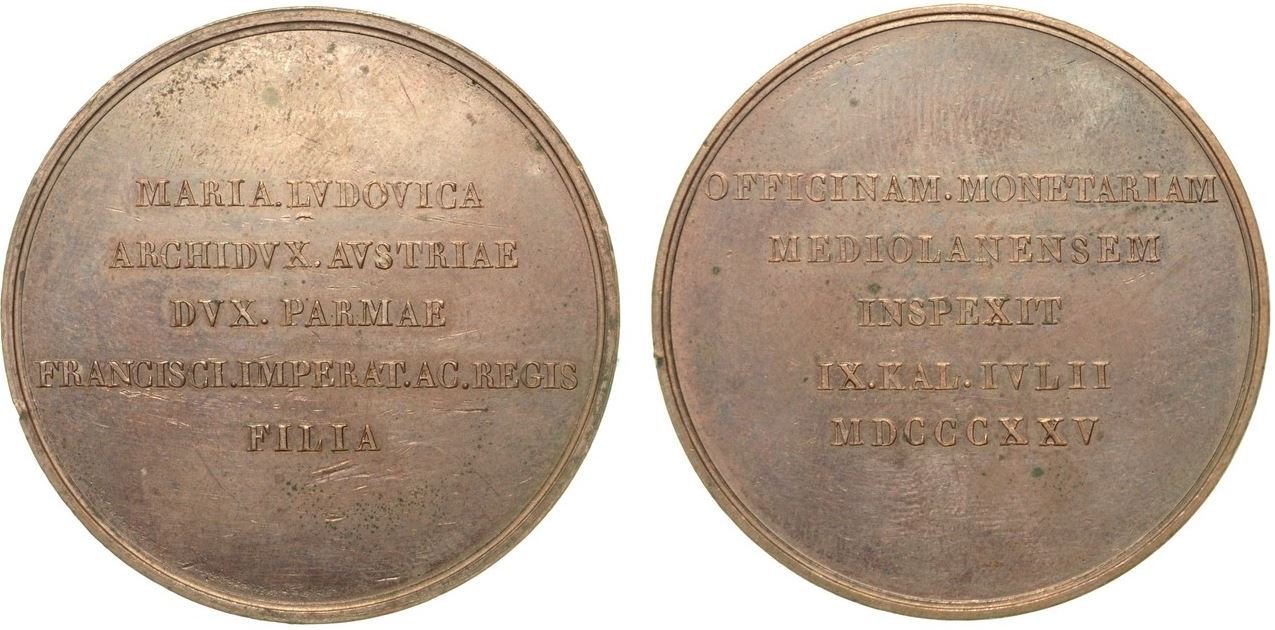 MARIA.LVDOVICA
ARCHIDVX.AVSTRIAE
DVX.PARMAE
FRANCISCI.IMPERAT.AC.REGIS
FILIA
OFFICINAM.MONETARIAM
MEDIOLANENSEM
INSPEXIT
IX.KAL.IVLII
MDCCCXXV